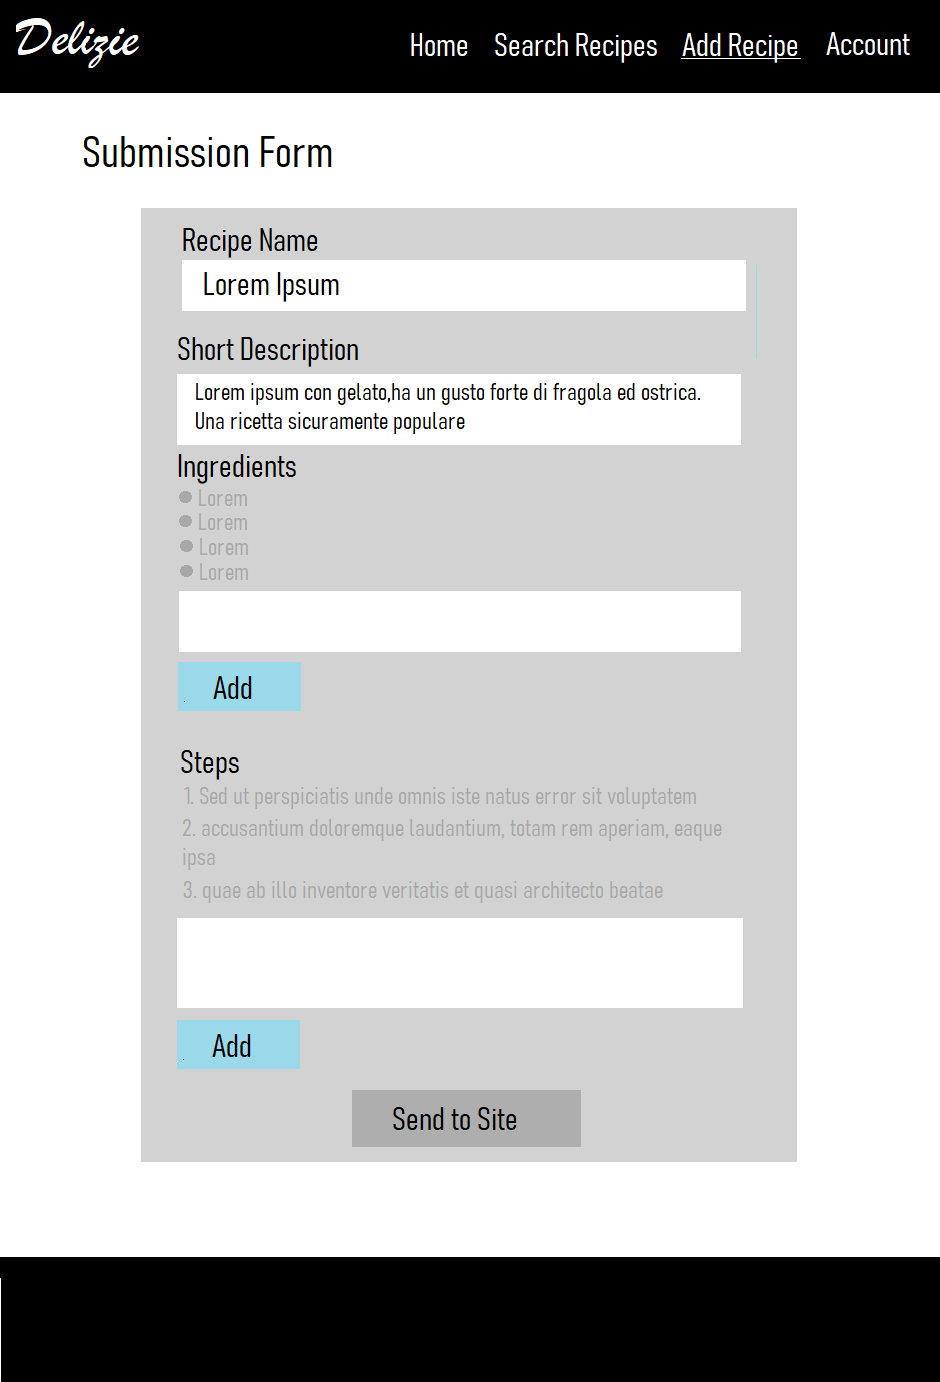 Delizie
Home Search Recipes Add Recipe Account
Submission Form
Recipe Name
Lorem Ipsum
Short Description
Lorem ipsum con gelato,ha un gusto forte di fragola ed ostrica.
Una ricetta sicuramente populare
Ingredients
● Lorem
● Lorem
● Lorem
● Lorem
Add
Steps
1. Sed ut perspiciatis unde omnis iste natus error sit voluptatem
2. accusantium doloremque laudantium, totam rem aperiam, eaque
ipsa
3. quae ab illo inventore veritatis et quasi architecto beatae
Add
Send to Site